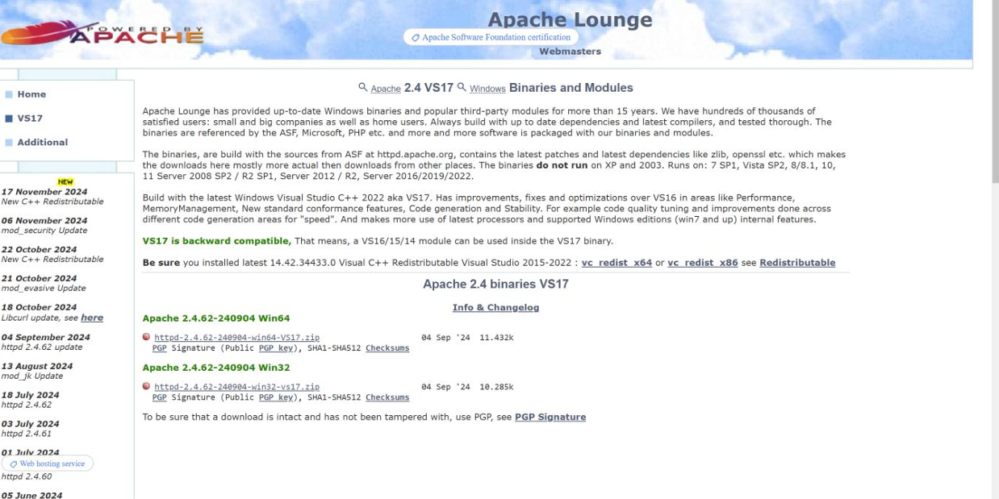 POWERED BY
APACHE
Apache Lounge
Apache Software Foundation certification
Webmasters
Home
VS17
Additional
NEW
17 November 2024
New C++ Redistributable
06 November 2024
mod_security Update
22 October 2024
New C++ Redistributable
21 October 2024
mod_evasive Update
18 October 2024
Libcurl update, see here
04 September 2024
httpd 2.4.62 update
13 August 2024
mod_jk Update
18 July 2024
httpd 2.4.62
03 July 2024
httpd 2.4.61
01 July 2024
Web hosting service
httpd 2.4.60
05 June 2024
Apache 2.4 VS17 Windows Binaries and Modules
Apache Lounge has provided up-to-date Windows binaries and popular third-party modules for more than 15 years. We have hundreds of thousands of
satisfied users: small and big companies as well as home users. Always build with up to date dependencies and latest compilers, and tested thorough. The
binaries are referenced by the ASF, Microsoft, PHP etc. and more and more software is packaged with our binaries and modules.
The binaries, are build with the sources from ASF at httpd.apache.org, contains the latest patches and latest dependencies like zlib, openssl etc. which makes
the downloads here mostly more actual then downloads from other places. The binaries do not run on XP and 2003. Runs on: 7 SP1, Vista SP2, 8/8.1, 10,
11 Server 2008 SP2 / R2 SP1, Server 2012 / R2, Server 2016/2019/2022.
Build with the latest Windows Visual Studio C++ 2022 aka VS17. Has improvements, fixes and optimizations over VS16 in areas like Performance,
MemoryManagement, New standard conformance features, Code generation and Stability. For example code quality tuning and improvements done across
different code generation areas for "speed". And makes more use of latest processors and supported Windows editions (win7 and up) internal features.
VS17 is backward compatible, That means, a VS16/15/14 module can be used inside the VS17 binary.
Be sure you installed latest 14.42.34433.0 Visual C++ Redistributable Visual Studio 2015-2022 : vc_redist_x64 or vc_redist_x86 see Redistributable
Apache 2.4 binaries VS17
Info & Changelog
Apache 2.4.62-240904 Win64
httpd-2.4.62-240904-win64-VS17.zip 04 Sep '24 11.432k
PGP Signature (Public PGP key), SHA1-SHA512 Checksums
Apache 2.4.62-240904 Win32
httpd-2.4.62-240904-win32-vs17.zip 04 Sep '24 10.285k
PGP Signature (Public PGP key), SHA1-SHA512 Checksums
To be sure that a download is intact and has not been tampered with, use PGP, see PGP Signature